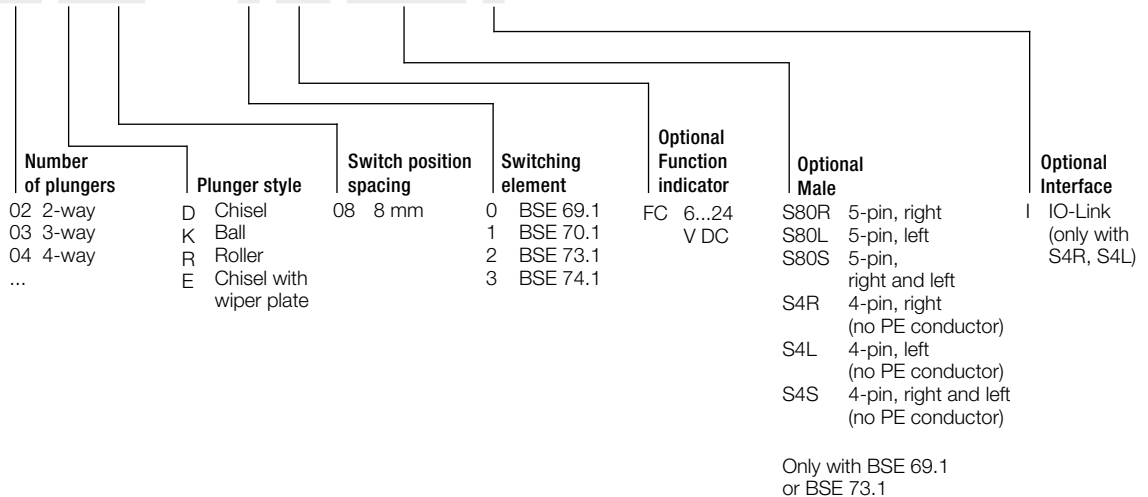 Number
of plungers
02 2-way
03 3-way
04 4-way
...
Plunger style
D Chisel
K Ball
R Roller
E Chisel with
wiper plate
Switch position
spacing
08 8 mm
Switching
element
0 BSE 69.1
1 BSE 70.1
2 BSE 73.1
3 BSE 74.1
Optional
Function
indicator
FC 6...24
V DC
Optional
Male
S80R 5-pin, right
S80L 5-pin, left
S80S 5-pin,
right and left
S4R 4-pin, right
(no PE conductor)
S4L 4-pin, left
(no PE conductor)
S4S 4-pin, right and left
(no PE conductor)
Only with BSE 69.1
or BSE 73.1
Optional
Interface
I IO-Link
(only with
S4R, S4L)